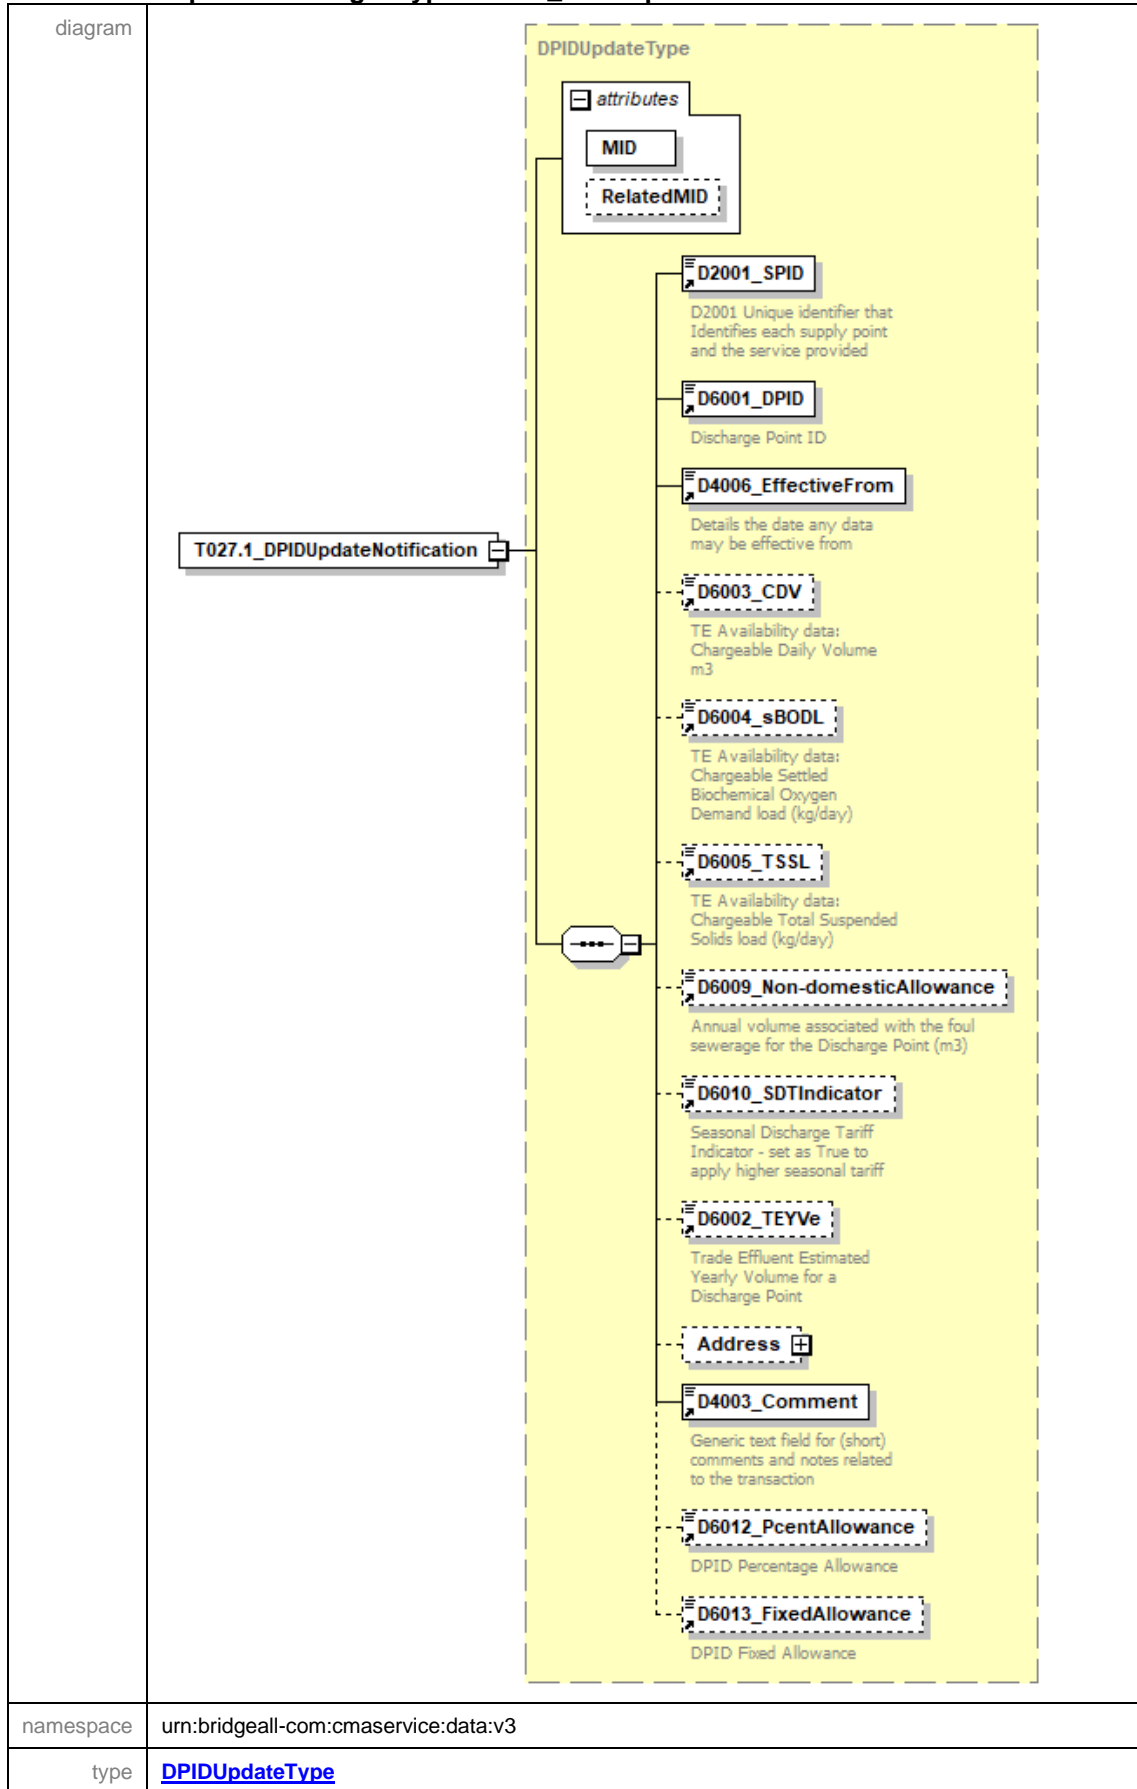 diagram
DPIDUpdateType
attributes
MID
RelatedMID
D2001_SPID
D2001 Unique identifier that
Identifies each supply point
and the service provided
D6001_DPID
Discharge Point ID
D4006_EffectiveFrom
Details the date any data
may be effective from
T027.1_DPIDUpdateNotification
D6003_CDV
TE Availability data:
Chargeable Daily Volume
m3
D6004_sBODL
TE Availability data:
Chargeable Settled
Biochemical Oxygen
Demand load (kg/day)
D6005_TSSL
TE Availability data:
Chargeable Total Suspended
Solids load (kg/day)
D6009_Non-domesticAllowance
Annual volume associated with the foul
sewerage for the Discharge Point (m3)
D6010_SDTIndicator
Seasonal Discharge Tariff
Indicator - set as True to
apply higher seasonal tariff
D6002_TEYVe
Trade Effluent Estimated
Yearly Volume for a
Discharge Point
Address
D4003_Comment
Generic text field for (short)
comments and notes related
to the transaction
D6012_PcentAllowance
DPID Percentage Allowance
D6013_FixedAllowance
DPID Fixed Allowance
namespace urn:bridgeall-com:cmaservice:data:v3
type DPIDUpdateType